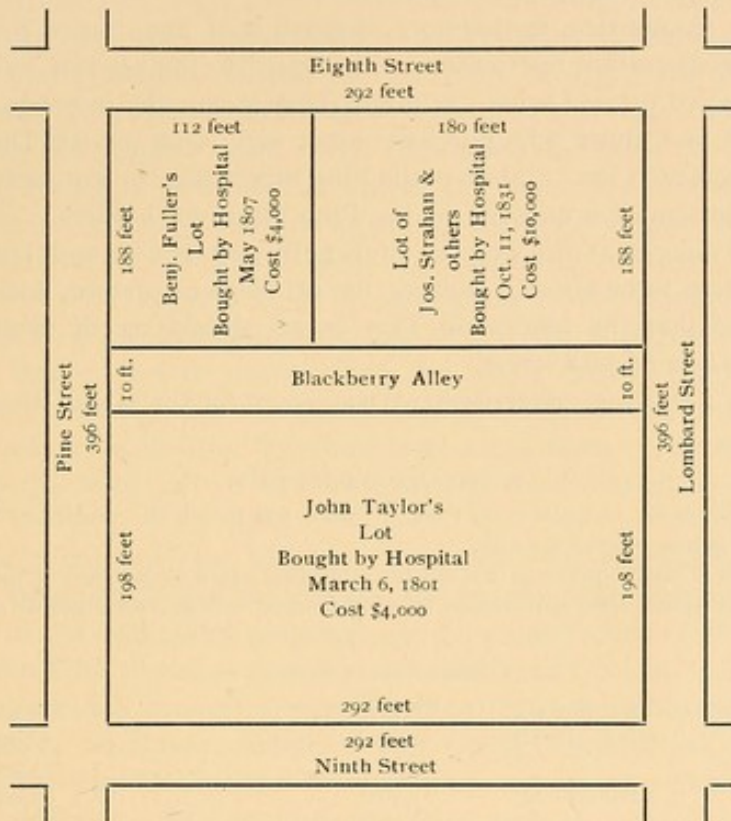 Eighth Street
292 feet
112 feet
180 feet
188 feet
Benj. Fuller's
Lot
Bought by Hospital
May 1807
Cost $4,000
Lot of
Jos. Strahan &
others
Bought by Hospital
Oct. 11, 1831
Cost $10,000
188 feet
Pine Street
396 feet
10 ft.
Blackberry Alley
10 ft.
396 feet
Lombard Street
198 feet
John Taylor's
Lot
Bought by Hospital
March 6, 1801
Cost $4,000
198 feet
292 feet
292 feet
Ninth Street